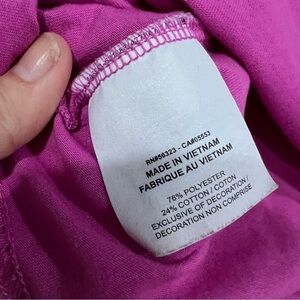 RN#56323 - CA#05553
MADE IN VIETNAM
FABRIQUE AU VIETNAM
76% POLYESTER
24% COTTON / COTON
EXCLUSIVE OF DECORATION /
DECORATION NON COMPRISE